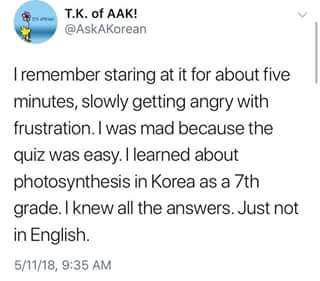 T.K. of AAK!
@AskAKorean
I remember staring at it for about five
minutes, slowly getting angry with
frustration. I was mad because the
quiz was easy. I learned about
photosynthesis in Korea as a 7th
grade. I knew all the answers. Just not
in English.
5/11/18, 9:35 AM